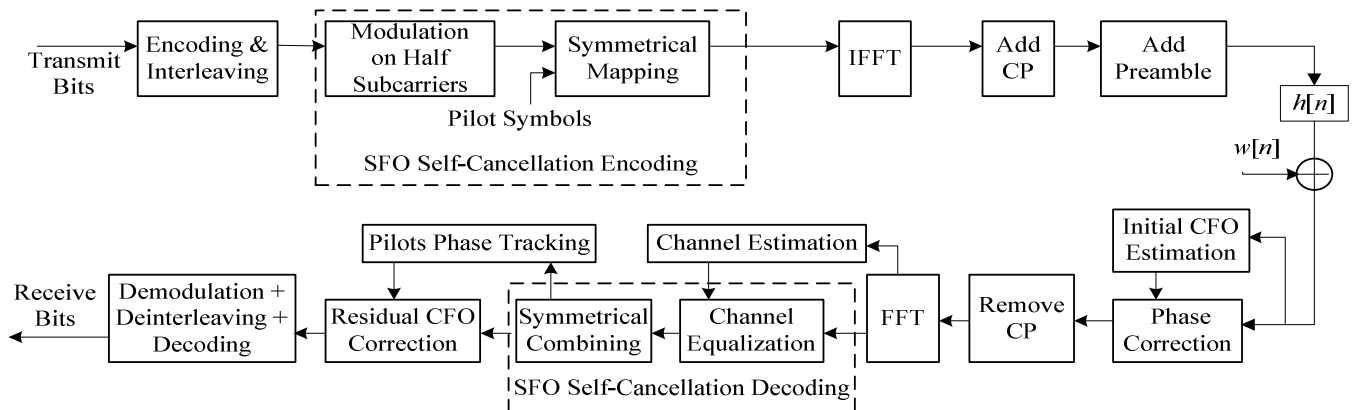 Transmit
Bits
Encoding &
Interleaving
Modulation
on Half
Subcarriers
Symmetrical
Mapping
Pilot Symbols
SFO Self-Cancellation Encoding
IFFT
Add
CP
Add
Preamble
h[n]
w[n]
Initial CFO
Estimation
Phase
Correction
Remove
CP
FFT
Channel Estimation
Channel
Equalization
Symmetrical
Combining
SFO Self-Cancellation Decoding
Pilots Phase Tracking
Residual CFO
Correction
Demodulation +
Deinterleaving +
Decoding
Receive
Bits